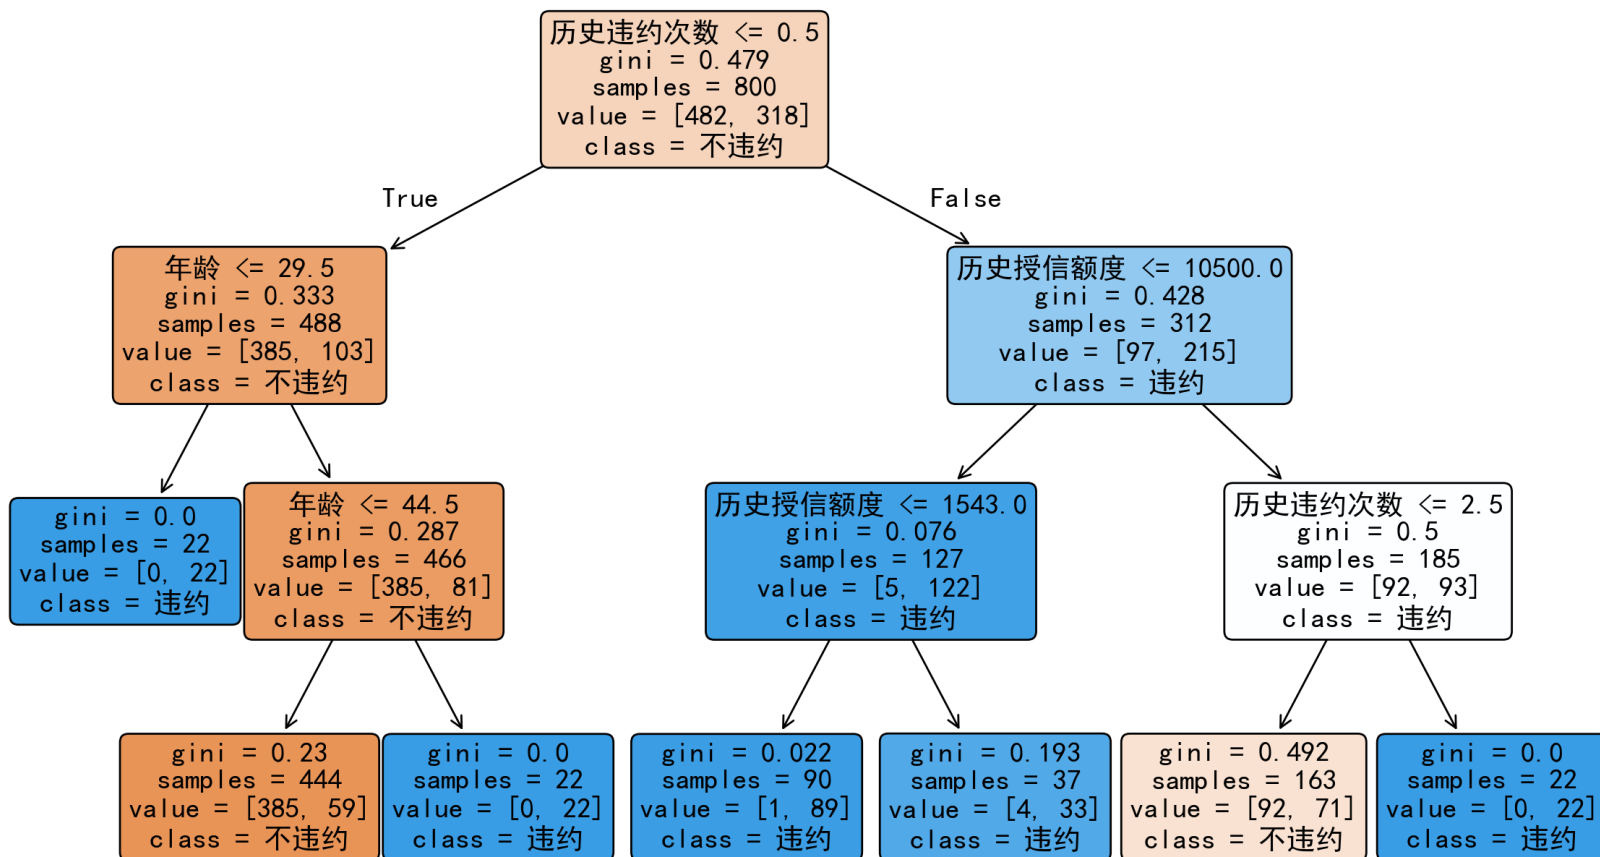 历史违约次数 <= 0.5
gini = 0.479
samples = 800
value = [482, 318]
class = 不违约
True
False
年龄 <= 29.5
gini = 0.333
samples = 488
value = [385, 103]
class = 不违约
历史授信额度 <= 10500.0
gini = 0.428
samples = 312
value = [97, 215]
class = 违约
gini = 0.0
samples = 22
value = [0, 22]
class = 违约
年龄 <= 44.5
gini = 0.287
samples = 466
value = [385, 81]
class = 不违约
历史授信额度 <= 1543.0
gini = 0.076
samples = 127
value = [5, 122]
class = 违约
历史违约次数 <= 2.5
gini = 0.5
samples = 185
value = [92, 93]
class = 违约
gini = 0.23
samples = 444
value = [385, 59]
class = 不违约
gini = 0.0
samples = 22
value = [0, 22]
class = 违约
gini = 0.022
samples = 90
value = [1, 89]
class = 违约
gini = 0.193
samples = 37
value = [4, 33]
class = 违约
gini = 0.492
samples = 163
value = [92, 71]
class = 不违约
gini = 0.0
samples = 22
value = [0, 22]
class = 违约